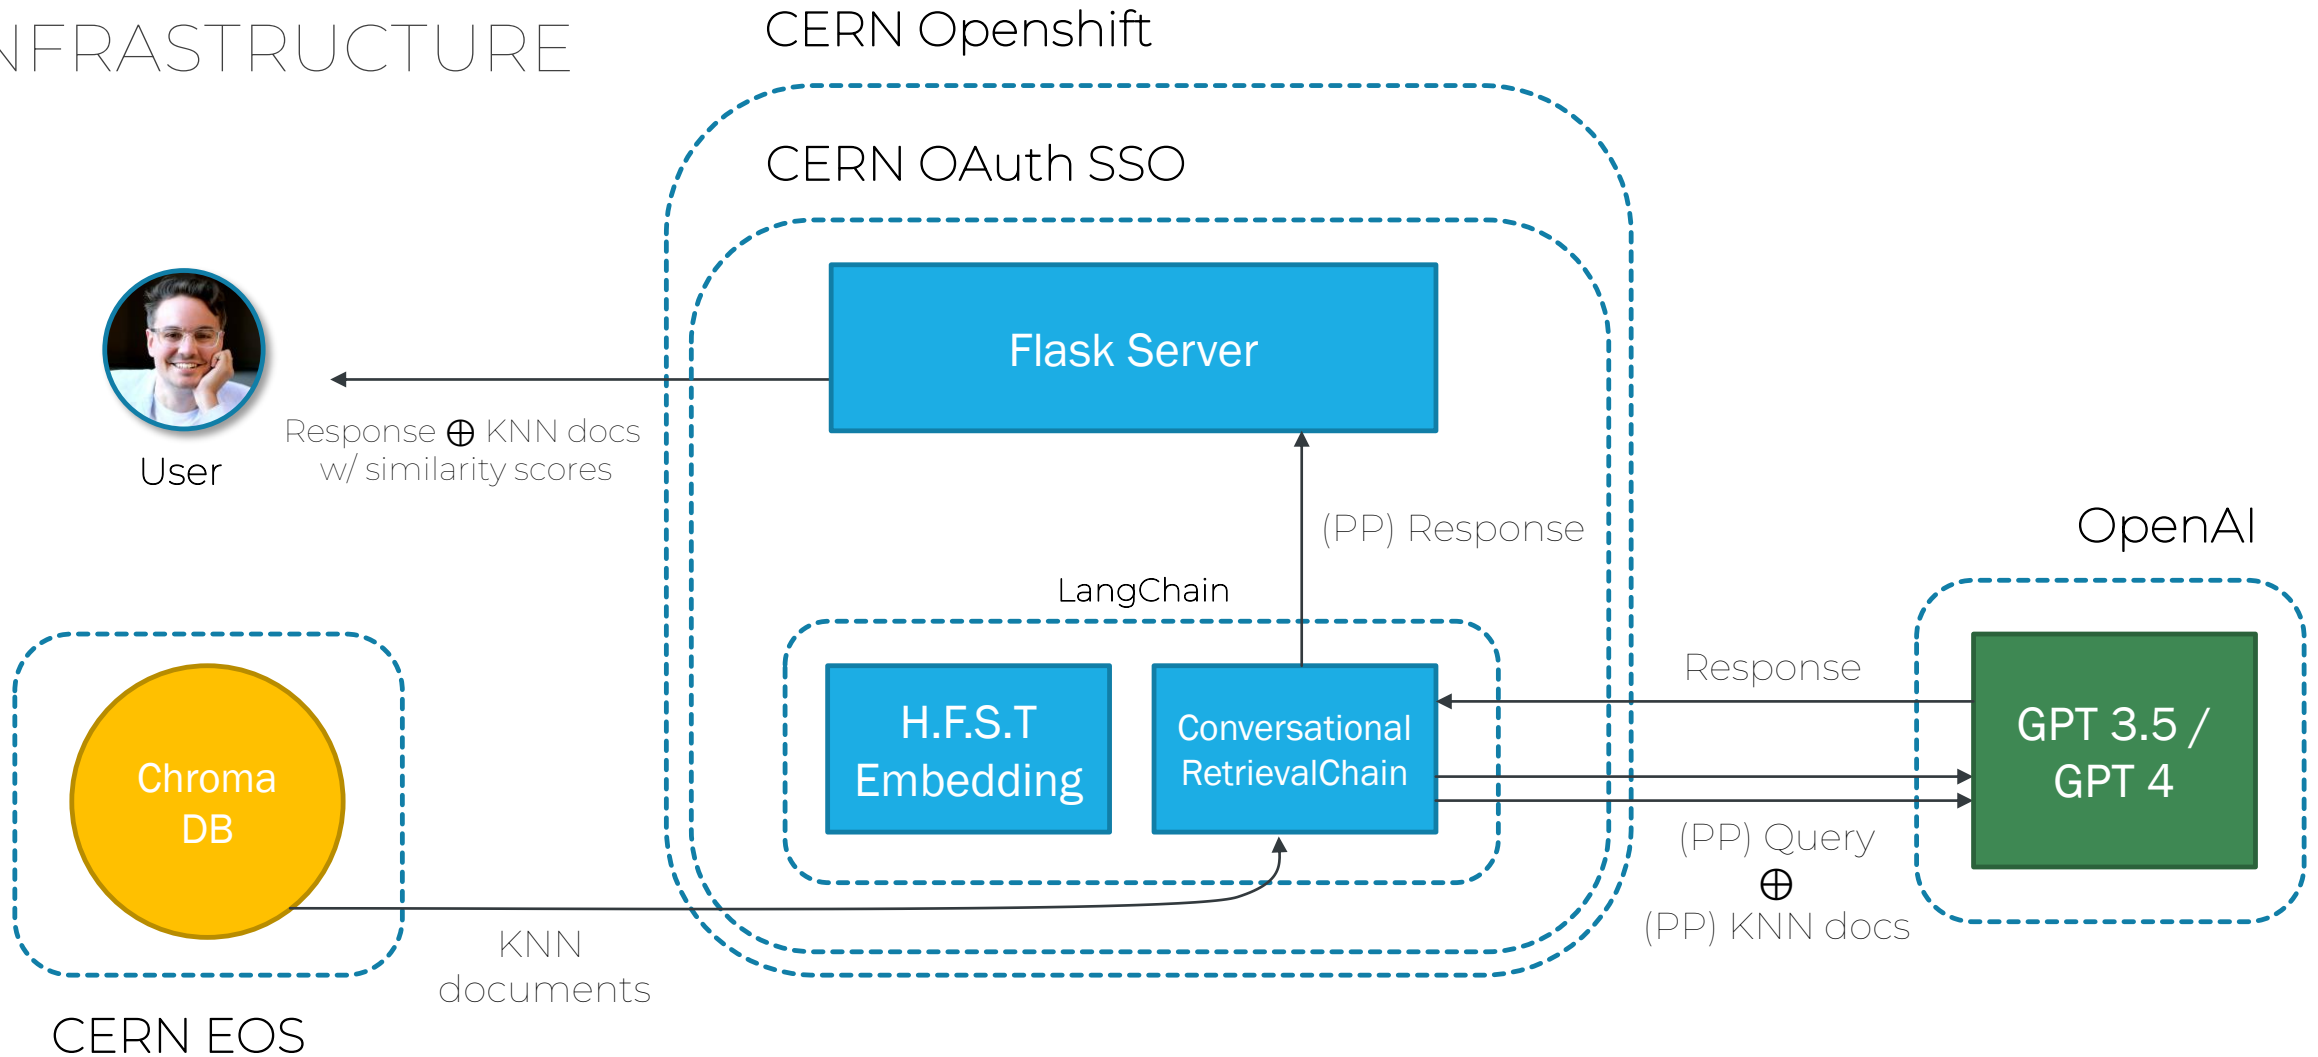 NFRASTRUCTURE
CERN Openshift
CERN OAuth SSO
Flask Server
Response ⊕ KNN docs
w/ similarity scores
User
(PP) Response
OpenAI
LangChain
Response
H.F.S.T
Embedding
Conversational
RetrievalChain
GPT 3.5 /
GPT 4
Chroma
DB
(PP) Query
⊕
(PP) KNN docs
KNN
documents
CERN EOS